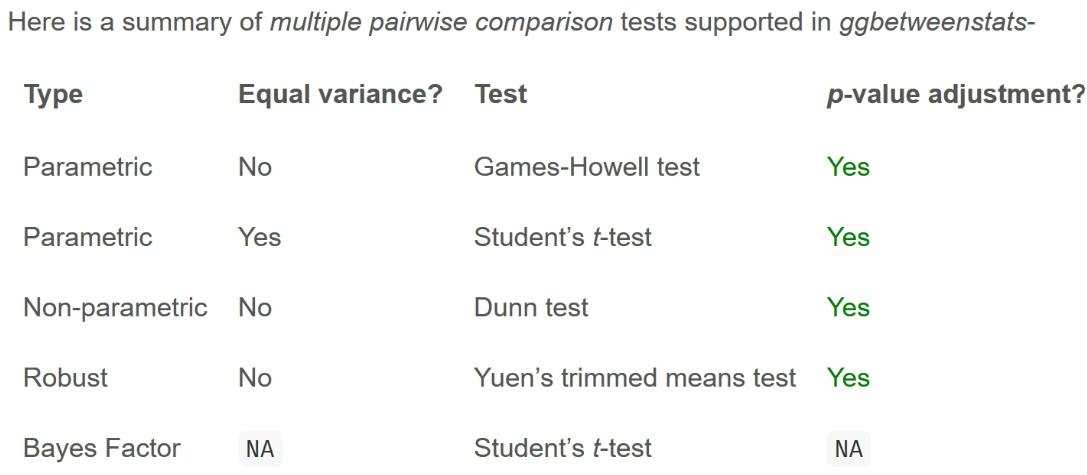 Here is a summary of multiple pairwise comparison tests supported in ggbetweenstats-
Type Equal variance? Test p-value adjustment?
Parametric No Games-Howell test Yes
Parametric Yes Student’s t-test Yes
Non-parametric No Dunn test Yes
Robust No Yuen’s trimmed means test Yes
Bayes Factor NA Student’s t-test NA